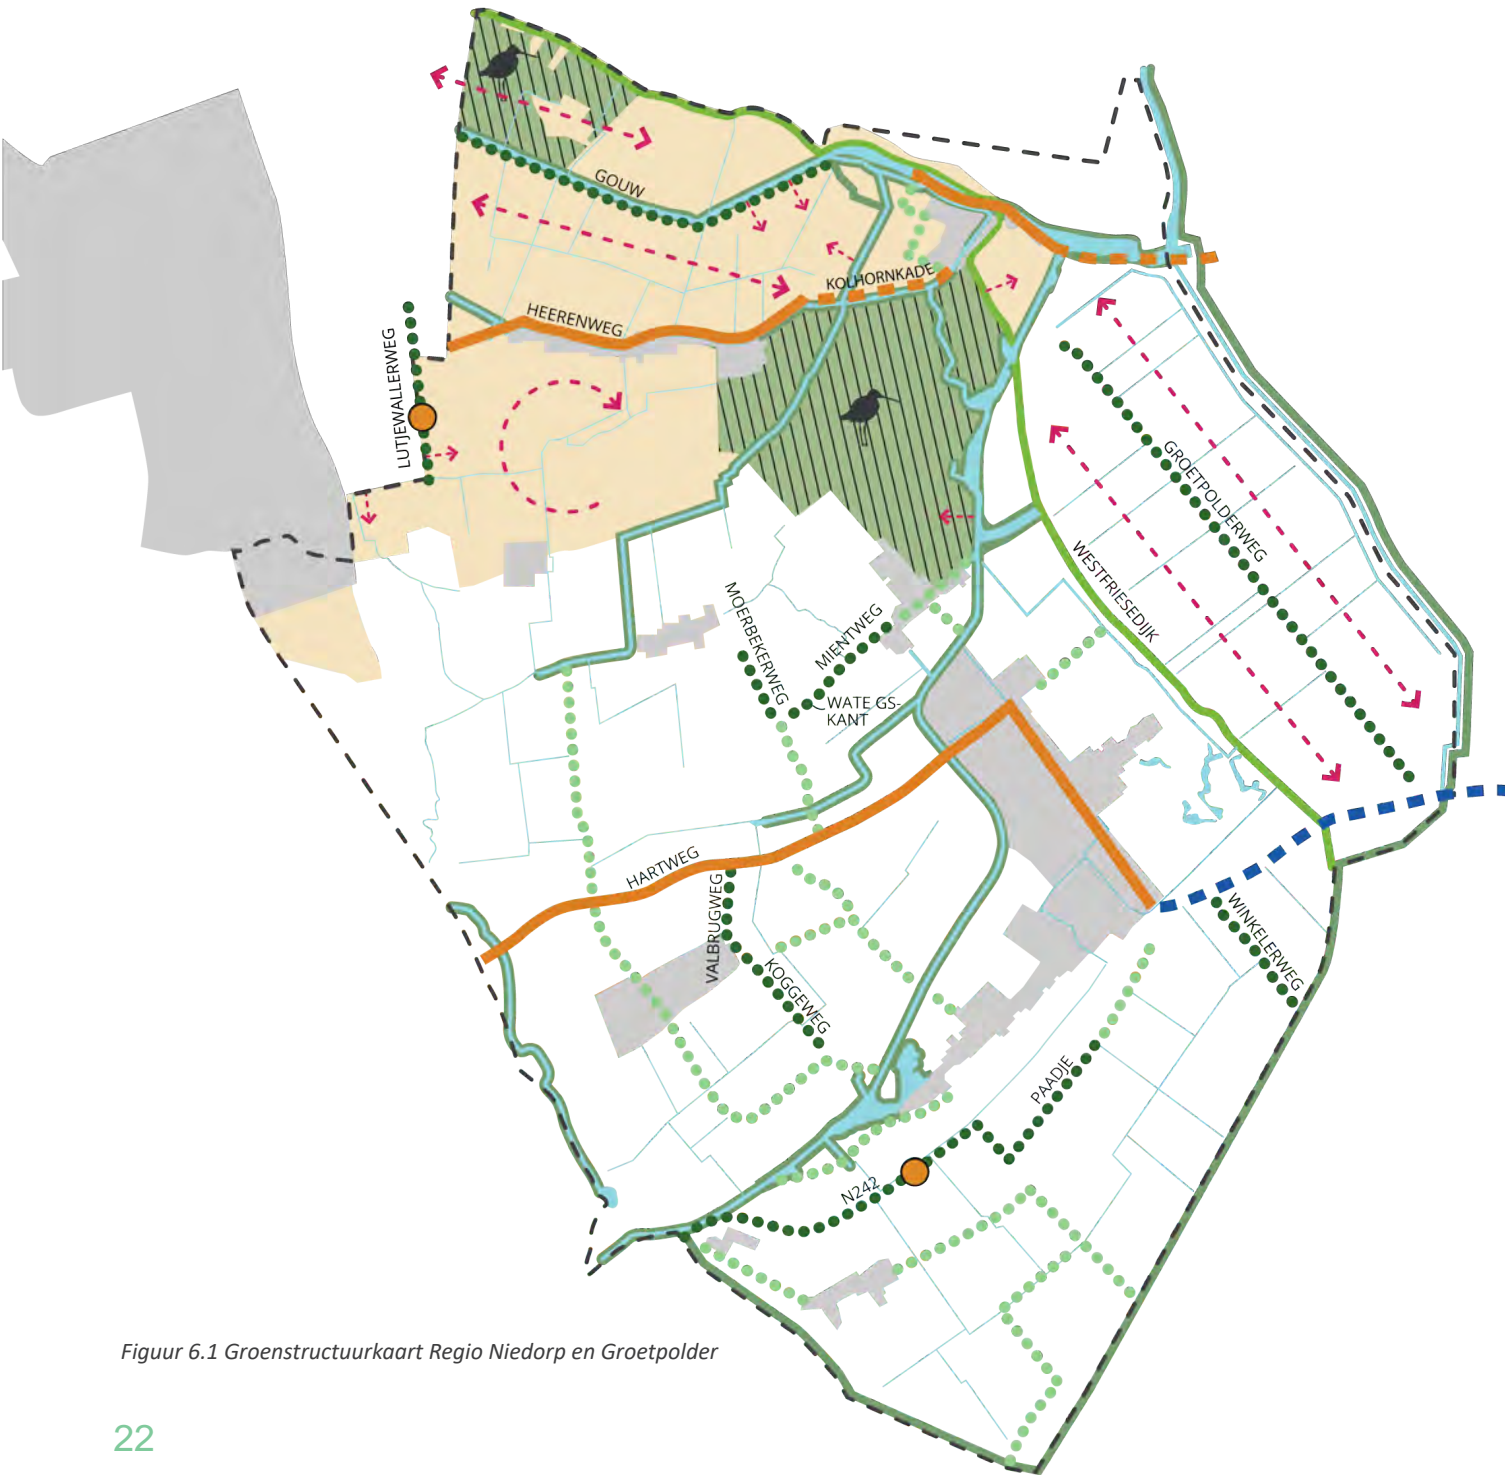 GOUW
KOLHORNKADE
HEERENWEG
LUTJEWALLERWEG
GROETPOLDERWEG
WESTFRIESEDIJK
MOERBEKERWEG
MIENTWEG
WATE GS-
KANT
HARTWEG
VALBRUGWEG
KOGGEWEG
WINKELERWEG
PAADJE
N242
Figuur 6.1 Groenstructuurkaart Regio Niedorp en Groetpolder
22